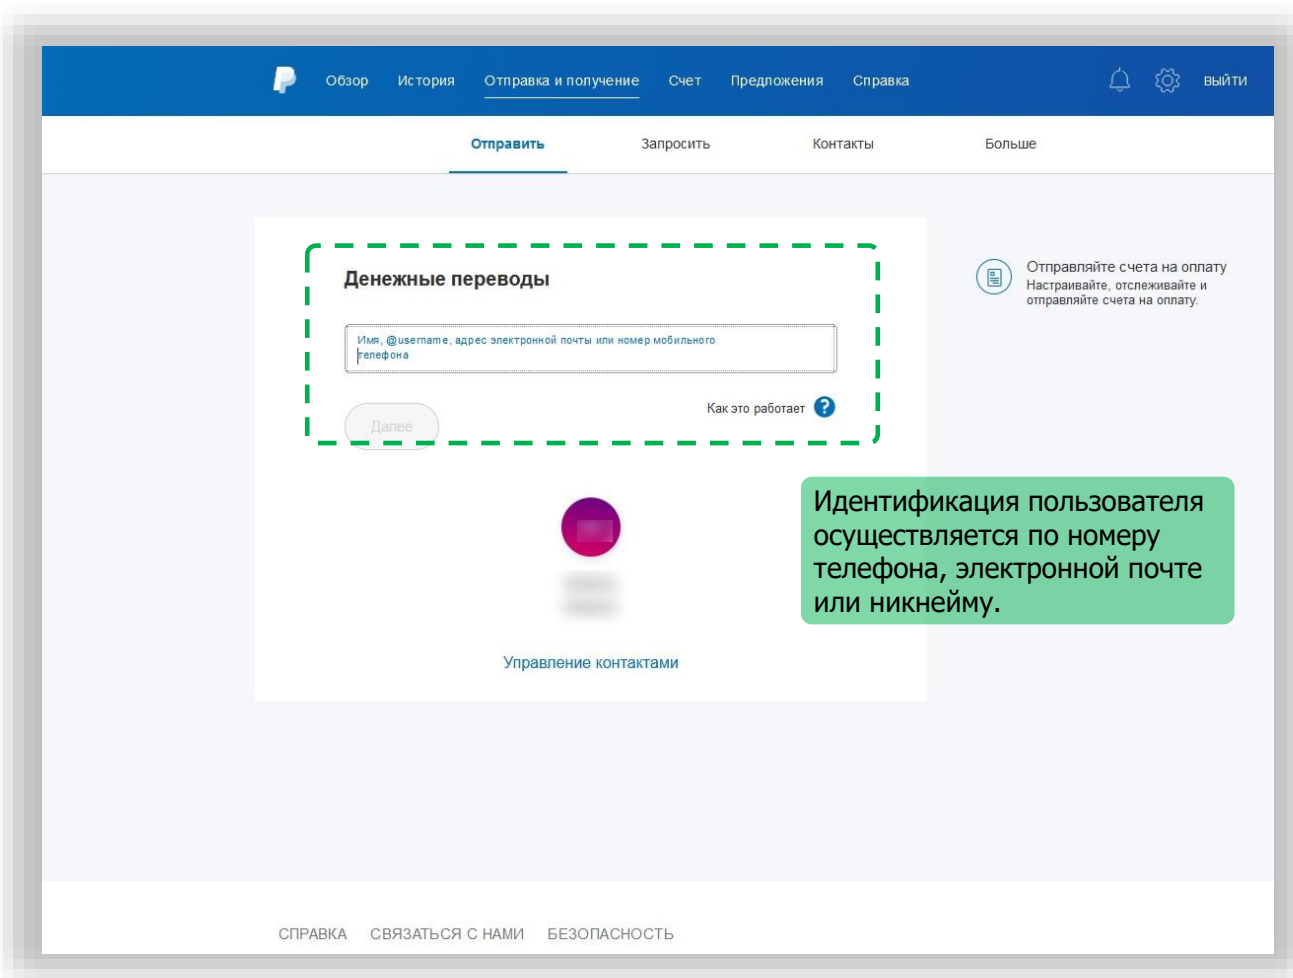 Обзор История Отправка и получение Счет Предложения Справка ВЫЙТИ
Отправить Запросить Контакты Больше
Денежные переводы
Имя, @username, адрес электронной почты или номер мобильного
телефона
Далее
Как это работает ?
Управление контактами
Отправляйте счета на оплату
Настраивайте, отслеживайте и
отправляйте счета на оплату.
Идентификация пользователя
осуществляется по номеру
телефона, электронной почте
или никнейму.
СПРАВКА СВЯЗАТЬСЯ С НАМИ БЕЗОПАСНОСТЬ